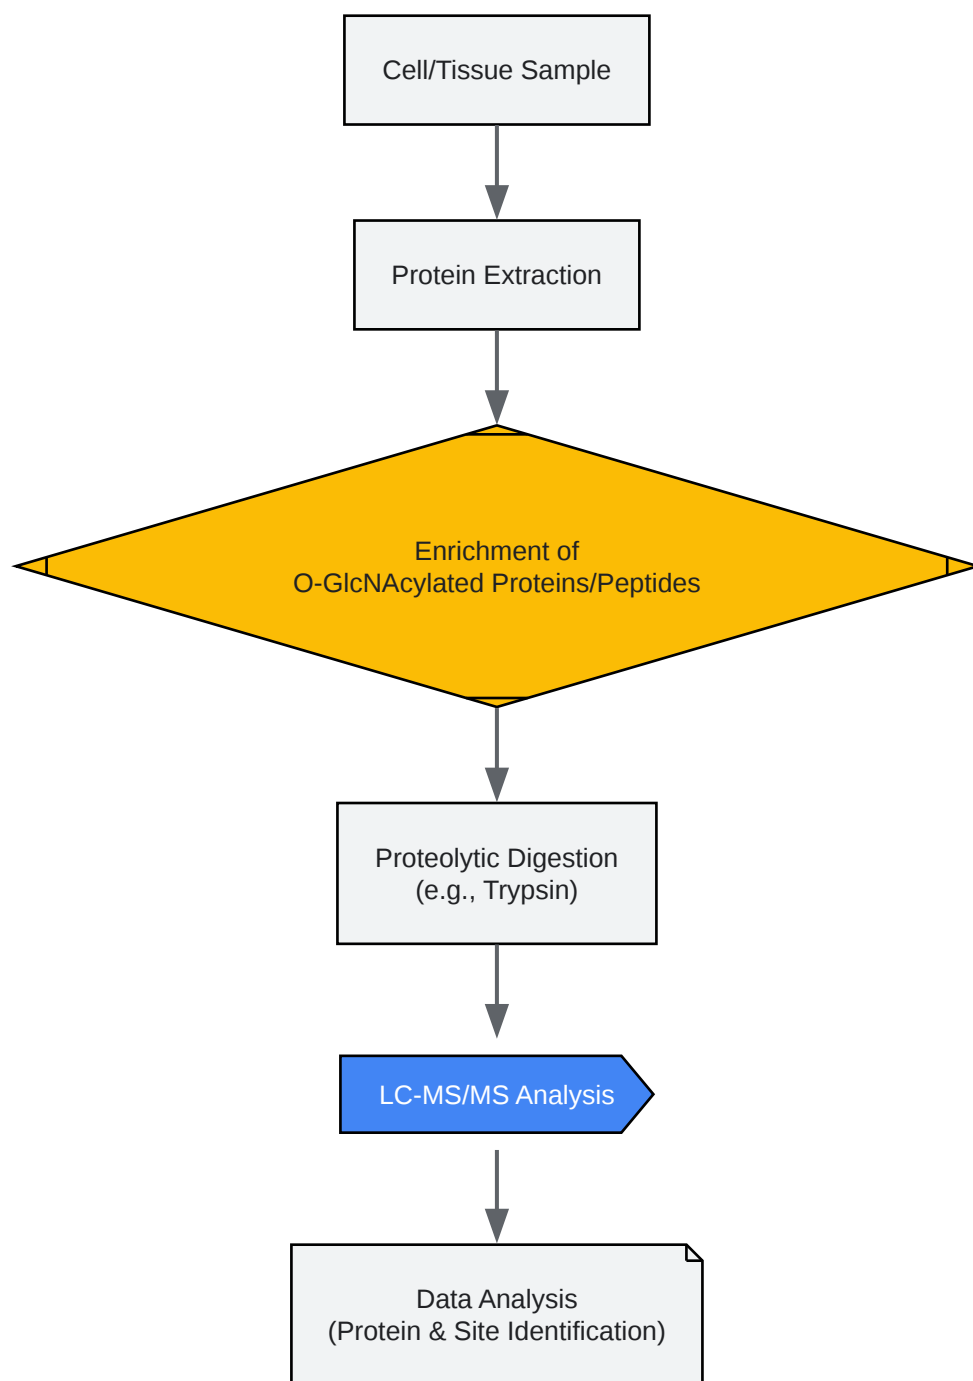 Cell/Tissue Sample
Protein Extraction
Enrichment of
O-GlcNAcylated Proteins/Peptides
Proteolytic Digestion
(e.g., Trypsin)
LC-MS/MS Analysis
Data Analysis
(Protein & Site Identification)